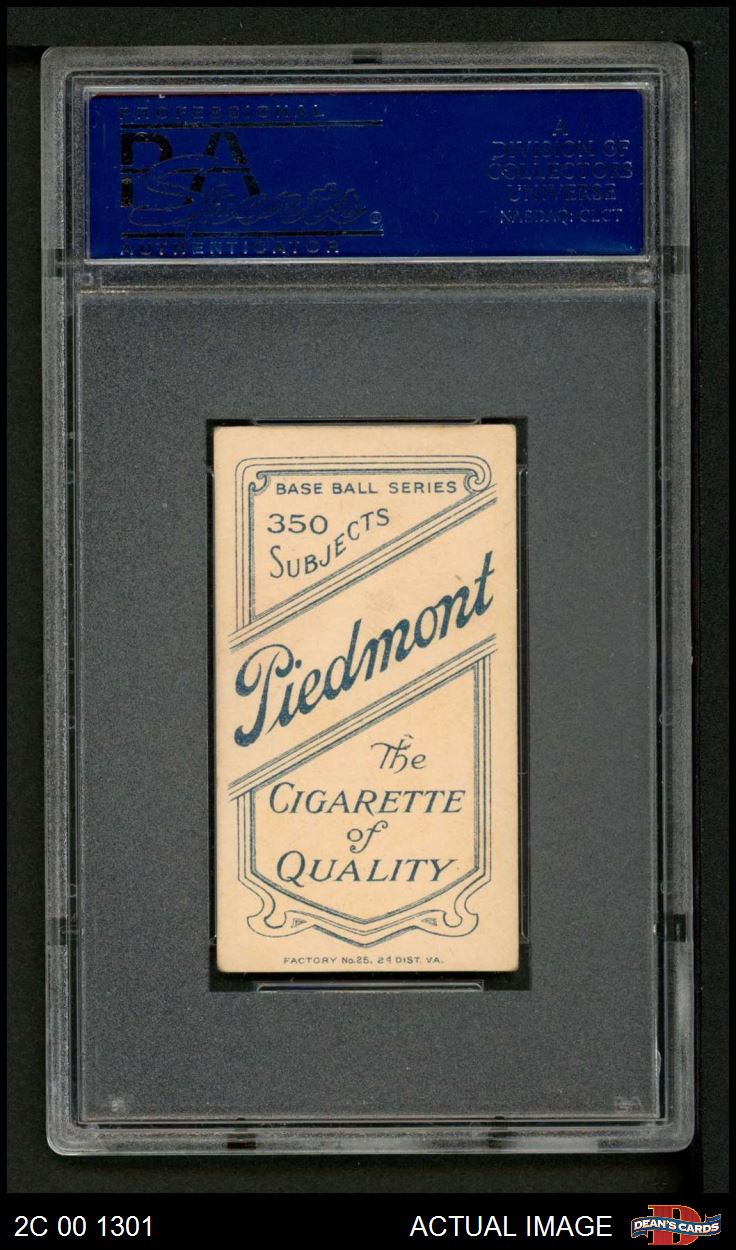 PROFESSIONAL
PSA
Sports
AUTHENTICATOR
A
DIVISION OF
COLLECTORS
UNIVERSE
NASDAQ: CLCT
BASE BALL SERIES
350
SUBJECTS
Piedmont
The
CIGARETTE
of
QUALITY
FACTORY No.25, 2d DIST. VA.
PSA
2C 00 1301
ACTUAL IMAGE
DEAN'S CARDS